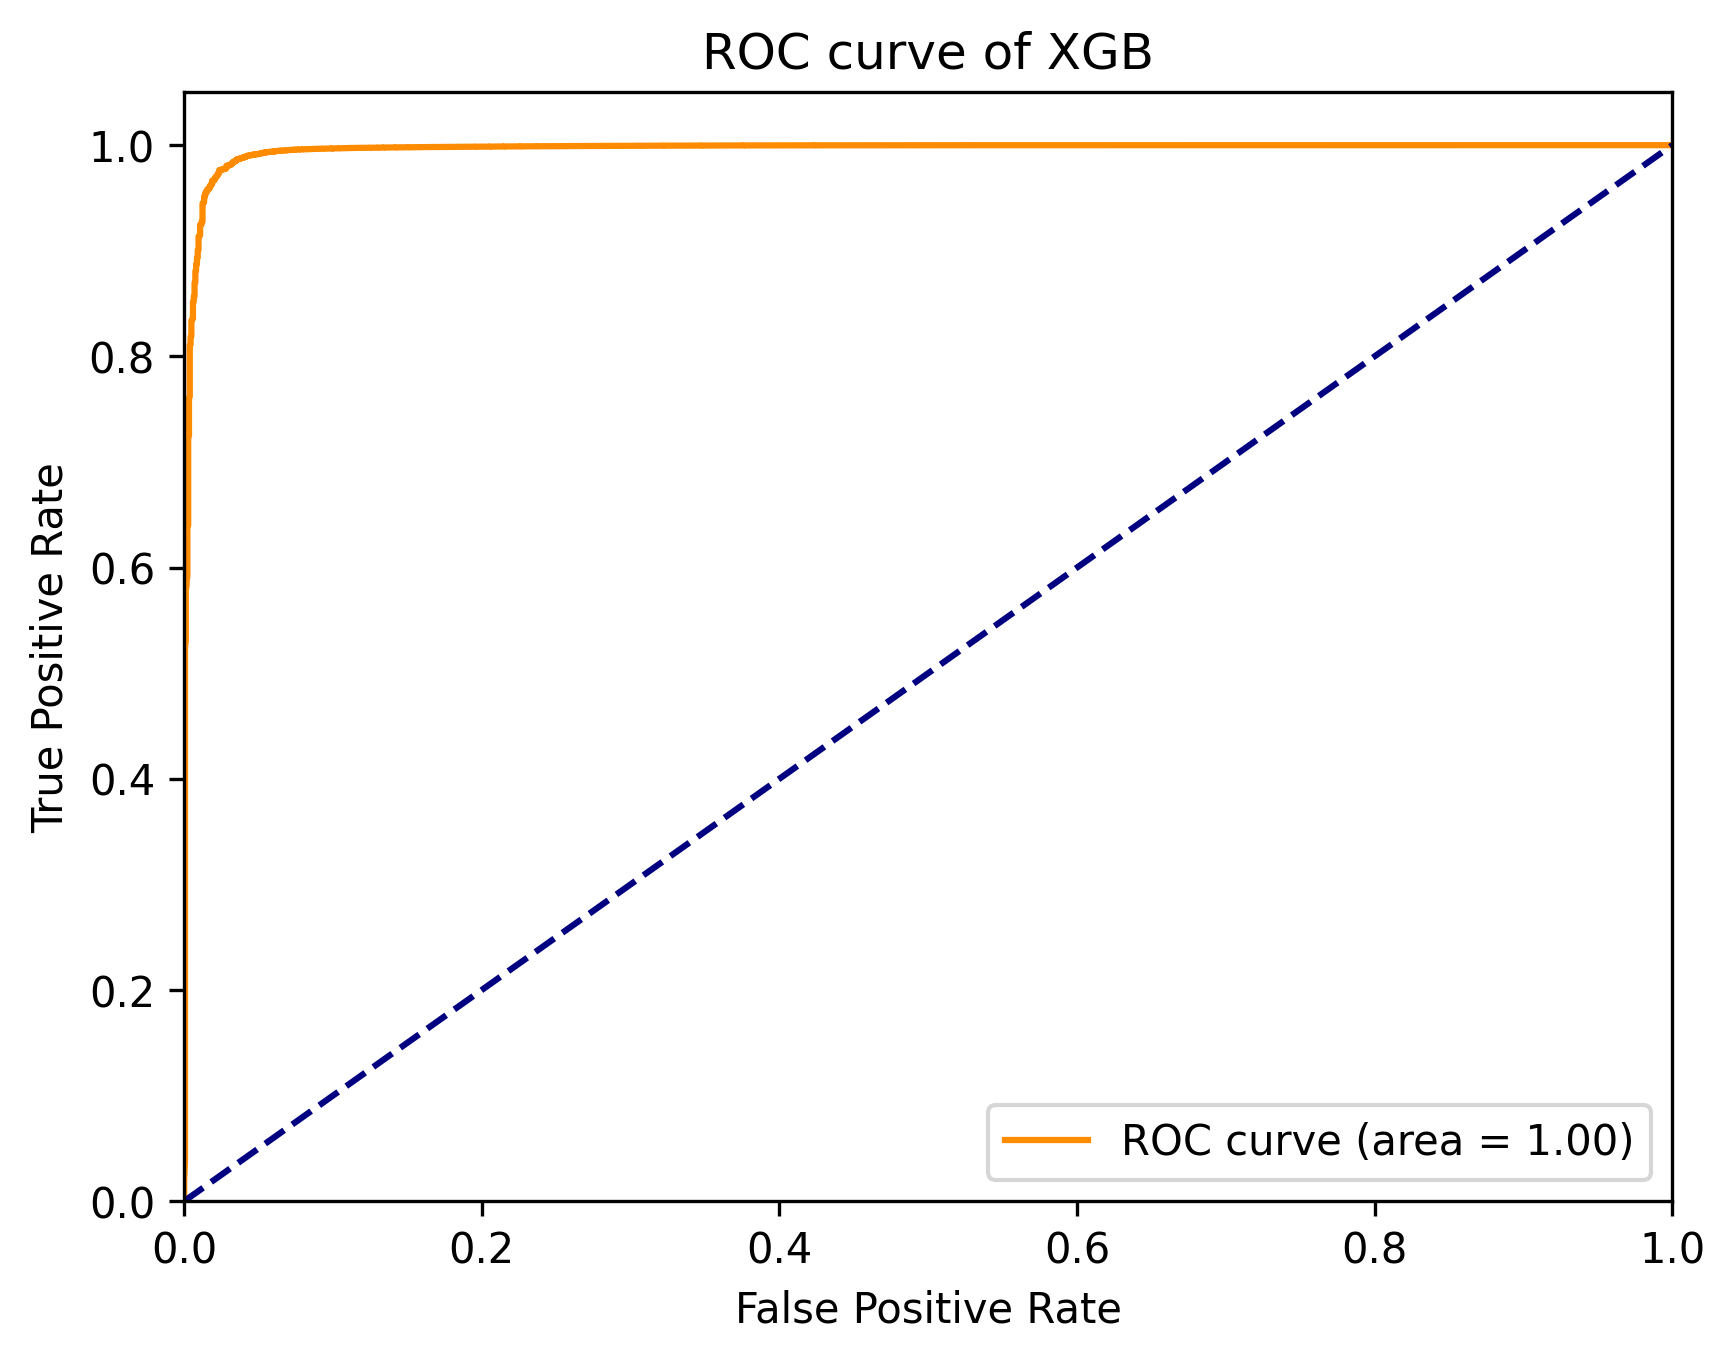 ROC curve of XGB
True Positive Rate
1.0
0.8
0.6
0.4
0.2
0.0
ROC curve (area = 1.00)
0.0 0.2 0.4 0.6 0.8 1.0
False Positive Rate